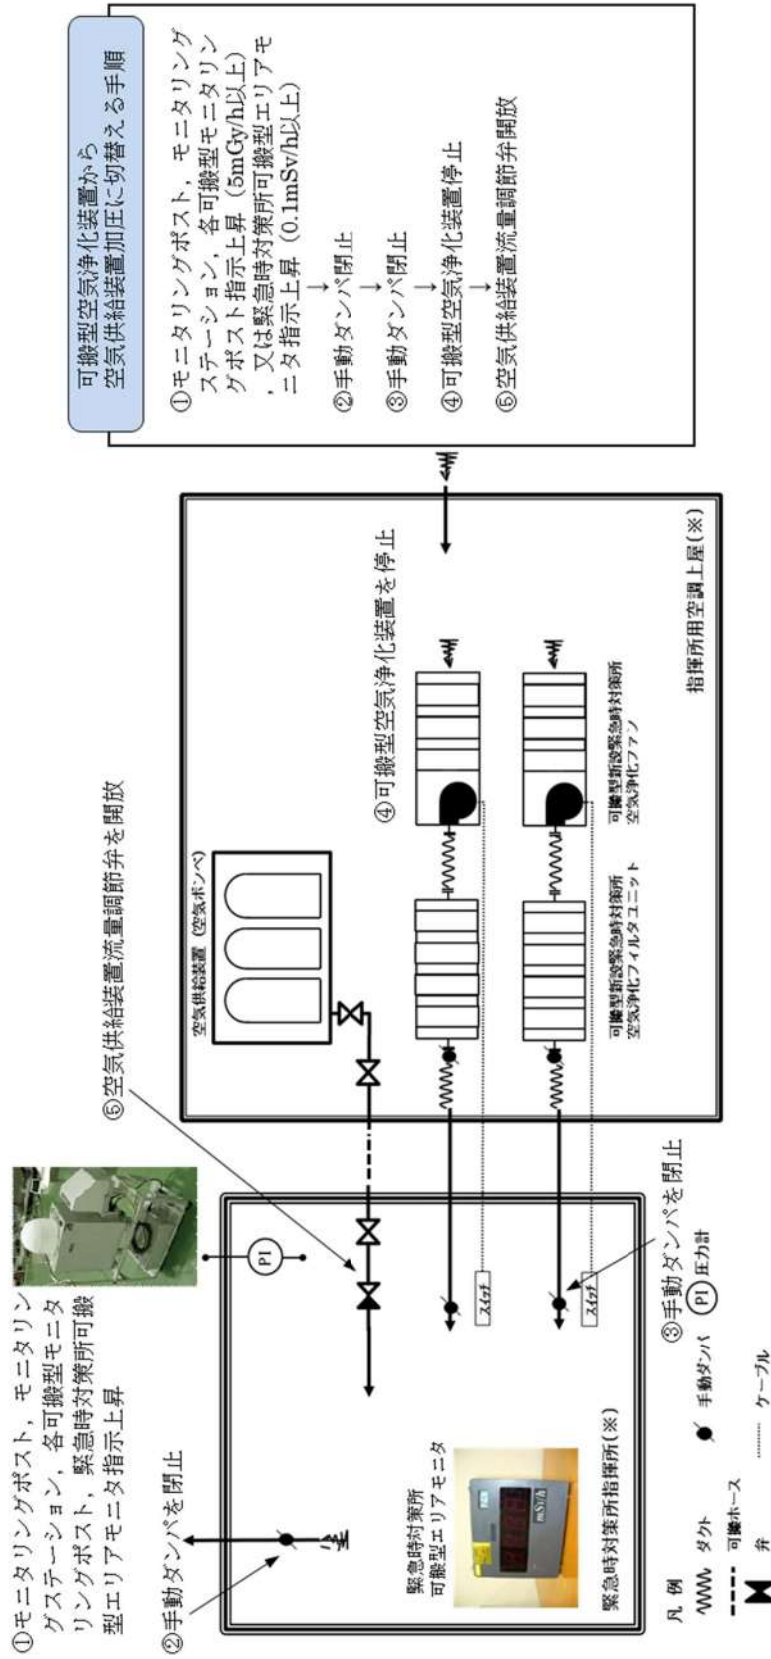 ①モニタリングポスト，モニタリン
グステーション，各可搬型モニタ
リングポスト，緊急時対策所可搬
型エリアモニタ指示上昇
②手動ダンパを閉止
緊急時対策所
可搬型エリアモニタ
mSv/h
緊急時対策所指揮所(※)
PI
スイッチ
スイッチ
⑤空気供給装置流量調節弁を開放
③手動ダンパを閉止
凡 例
ダクト
手動ダンパ
PI
圧力計
可搬ホース
弁
ケーブル
空気供給装置 (空気ボンベ)
④可搬型空気浄化装置を停止
可搬型新設緊急時対策所
空気浄化フィルタユニット
可搬型新設緊急時対策所
空気浄化ファン
指揮所用空調上屋(※)
可搬型空気浄化装置から
空気供給装置加圧に切替える手順
①モニタリングポスト，モニタリング
ステーション，各可搬型モニタリン
グポスト指示上昇（5mGy/h以上）
，又は緊急時対策所可搬型エリアモ
ニタ指示上昇（0.1mSv/h以上）
→②手動ダンパ閉止
→③手動ダンパ閉止
→④可搬型空気浄化装置停止
→⑤空気供給装置流量調節弁開放